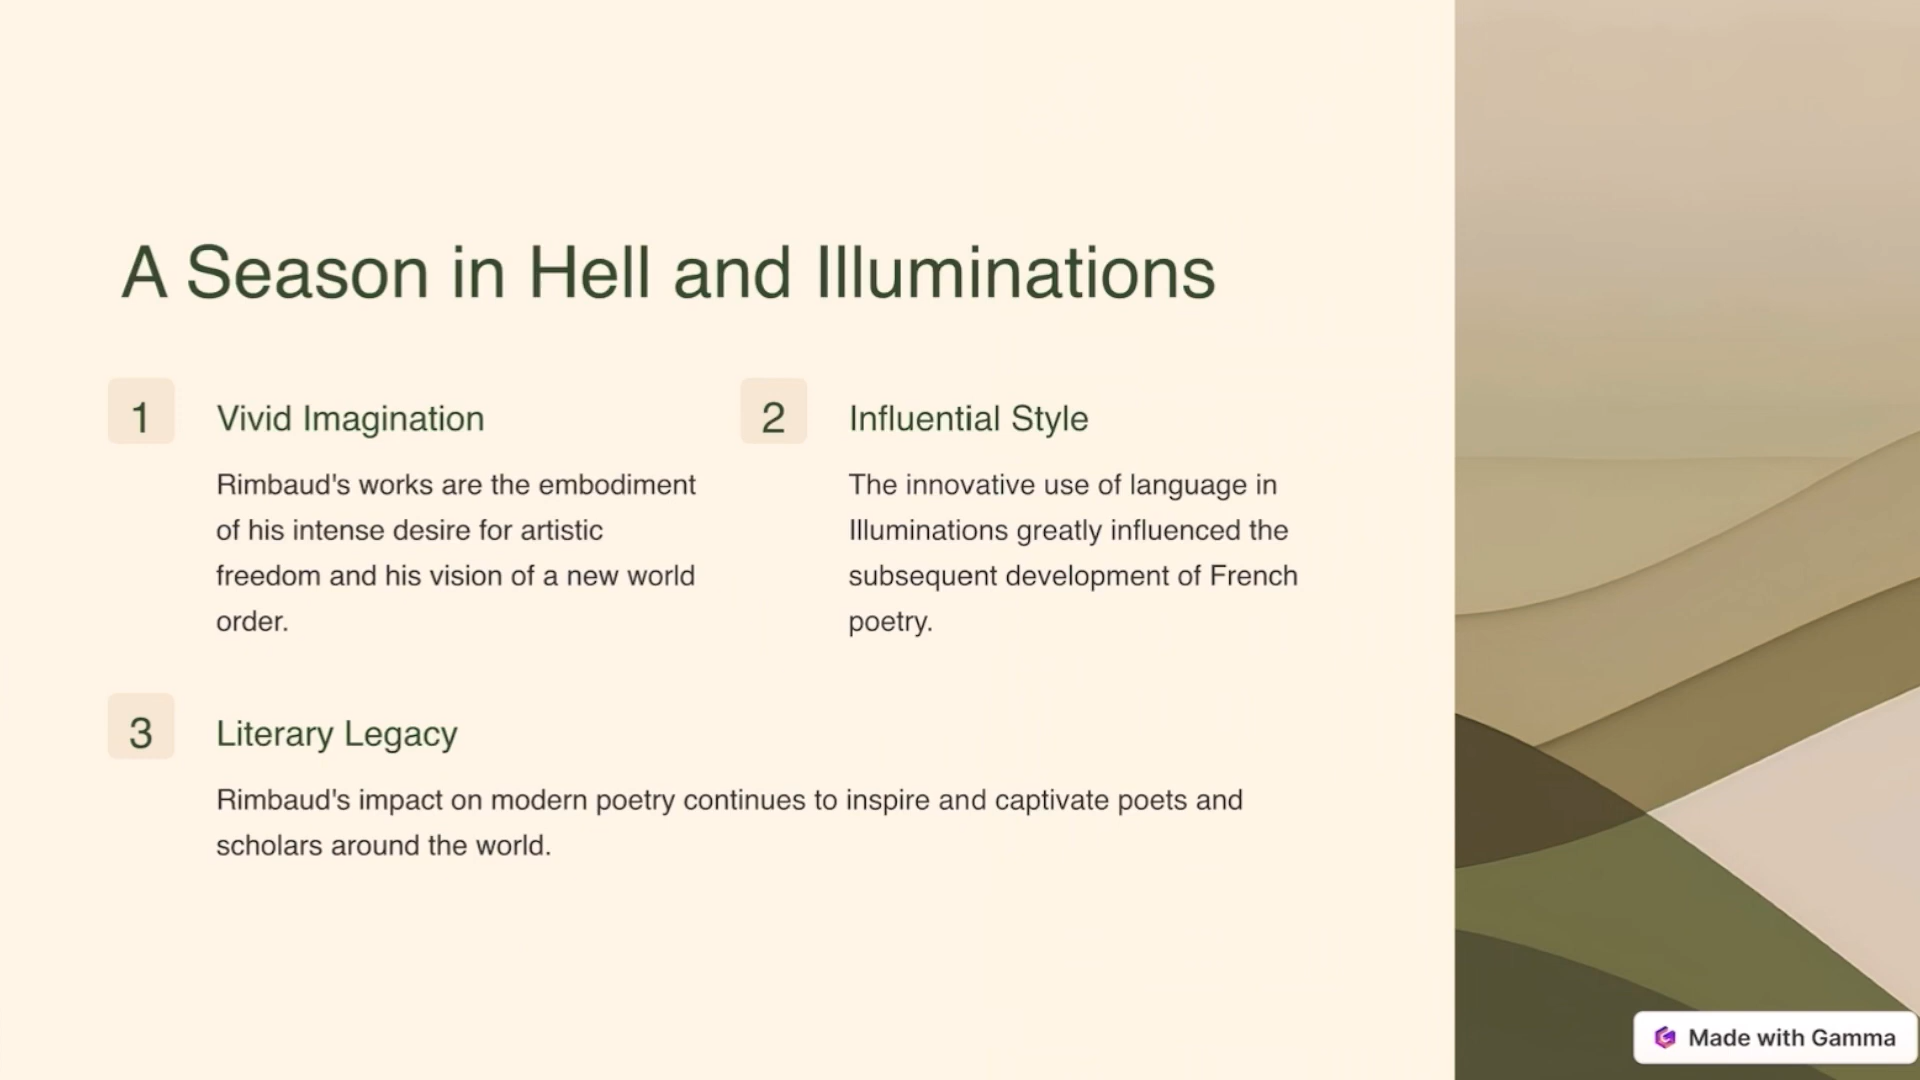 A Season in Hell and Illuminations
1
Vivid Imagination
Rimbaud's works are the embodiment
of his intense desire for artistic
freedom and his vision of a new world
order.
2
Influential Style
The innovative use of language in
Illuminations greatly influenced the
subsequent development of French
poetry.
3
Literary Legacy
Rimbaud's impact on modern poetry continues to inspire and captivate poets and
scholars around the world.
Made with Gamma